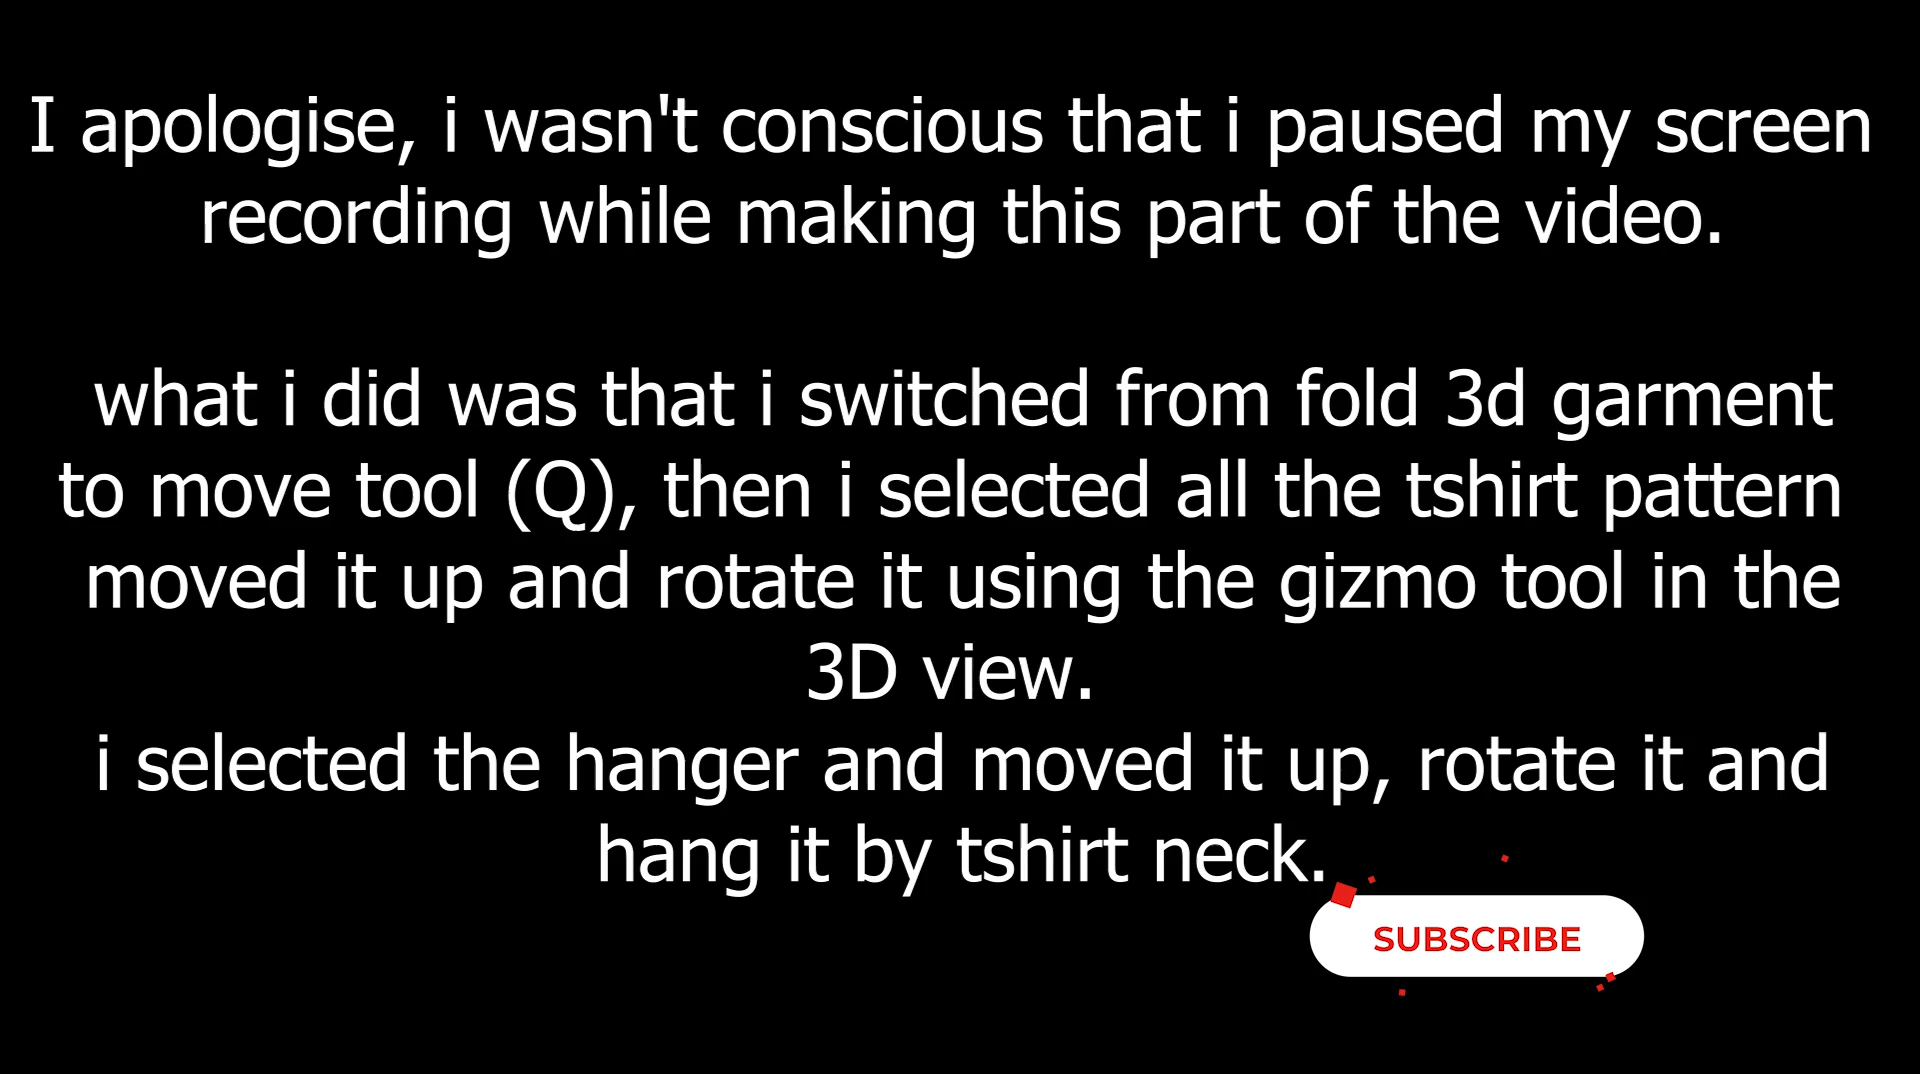 I apologise, i wasn't conscious that i paused my screen
recording while making this part of the video.
what i did was that i switched from fold 3d garment
to move tool (Q), then i selected all the tshirt pattern
moved it up and rotate it using the gizmo tool in the
3D view.
i selected the hanger and moved it up, rotate it and
hang it by tshirt neck.
SUBSCRIBE